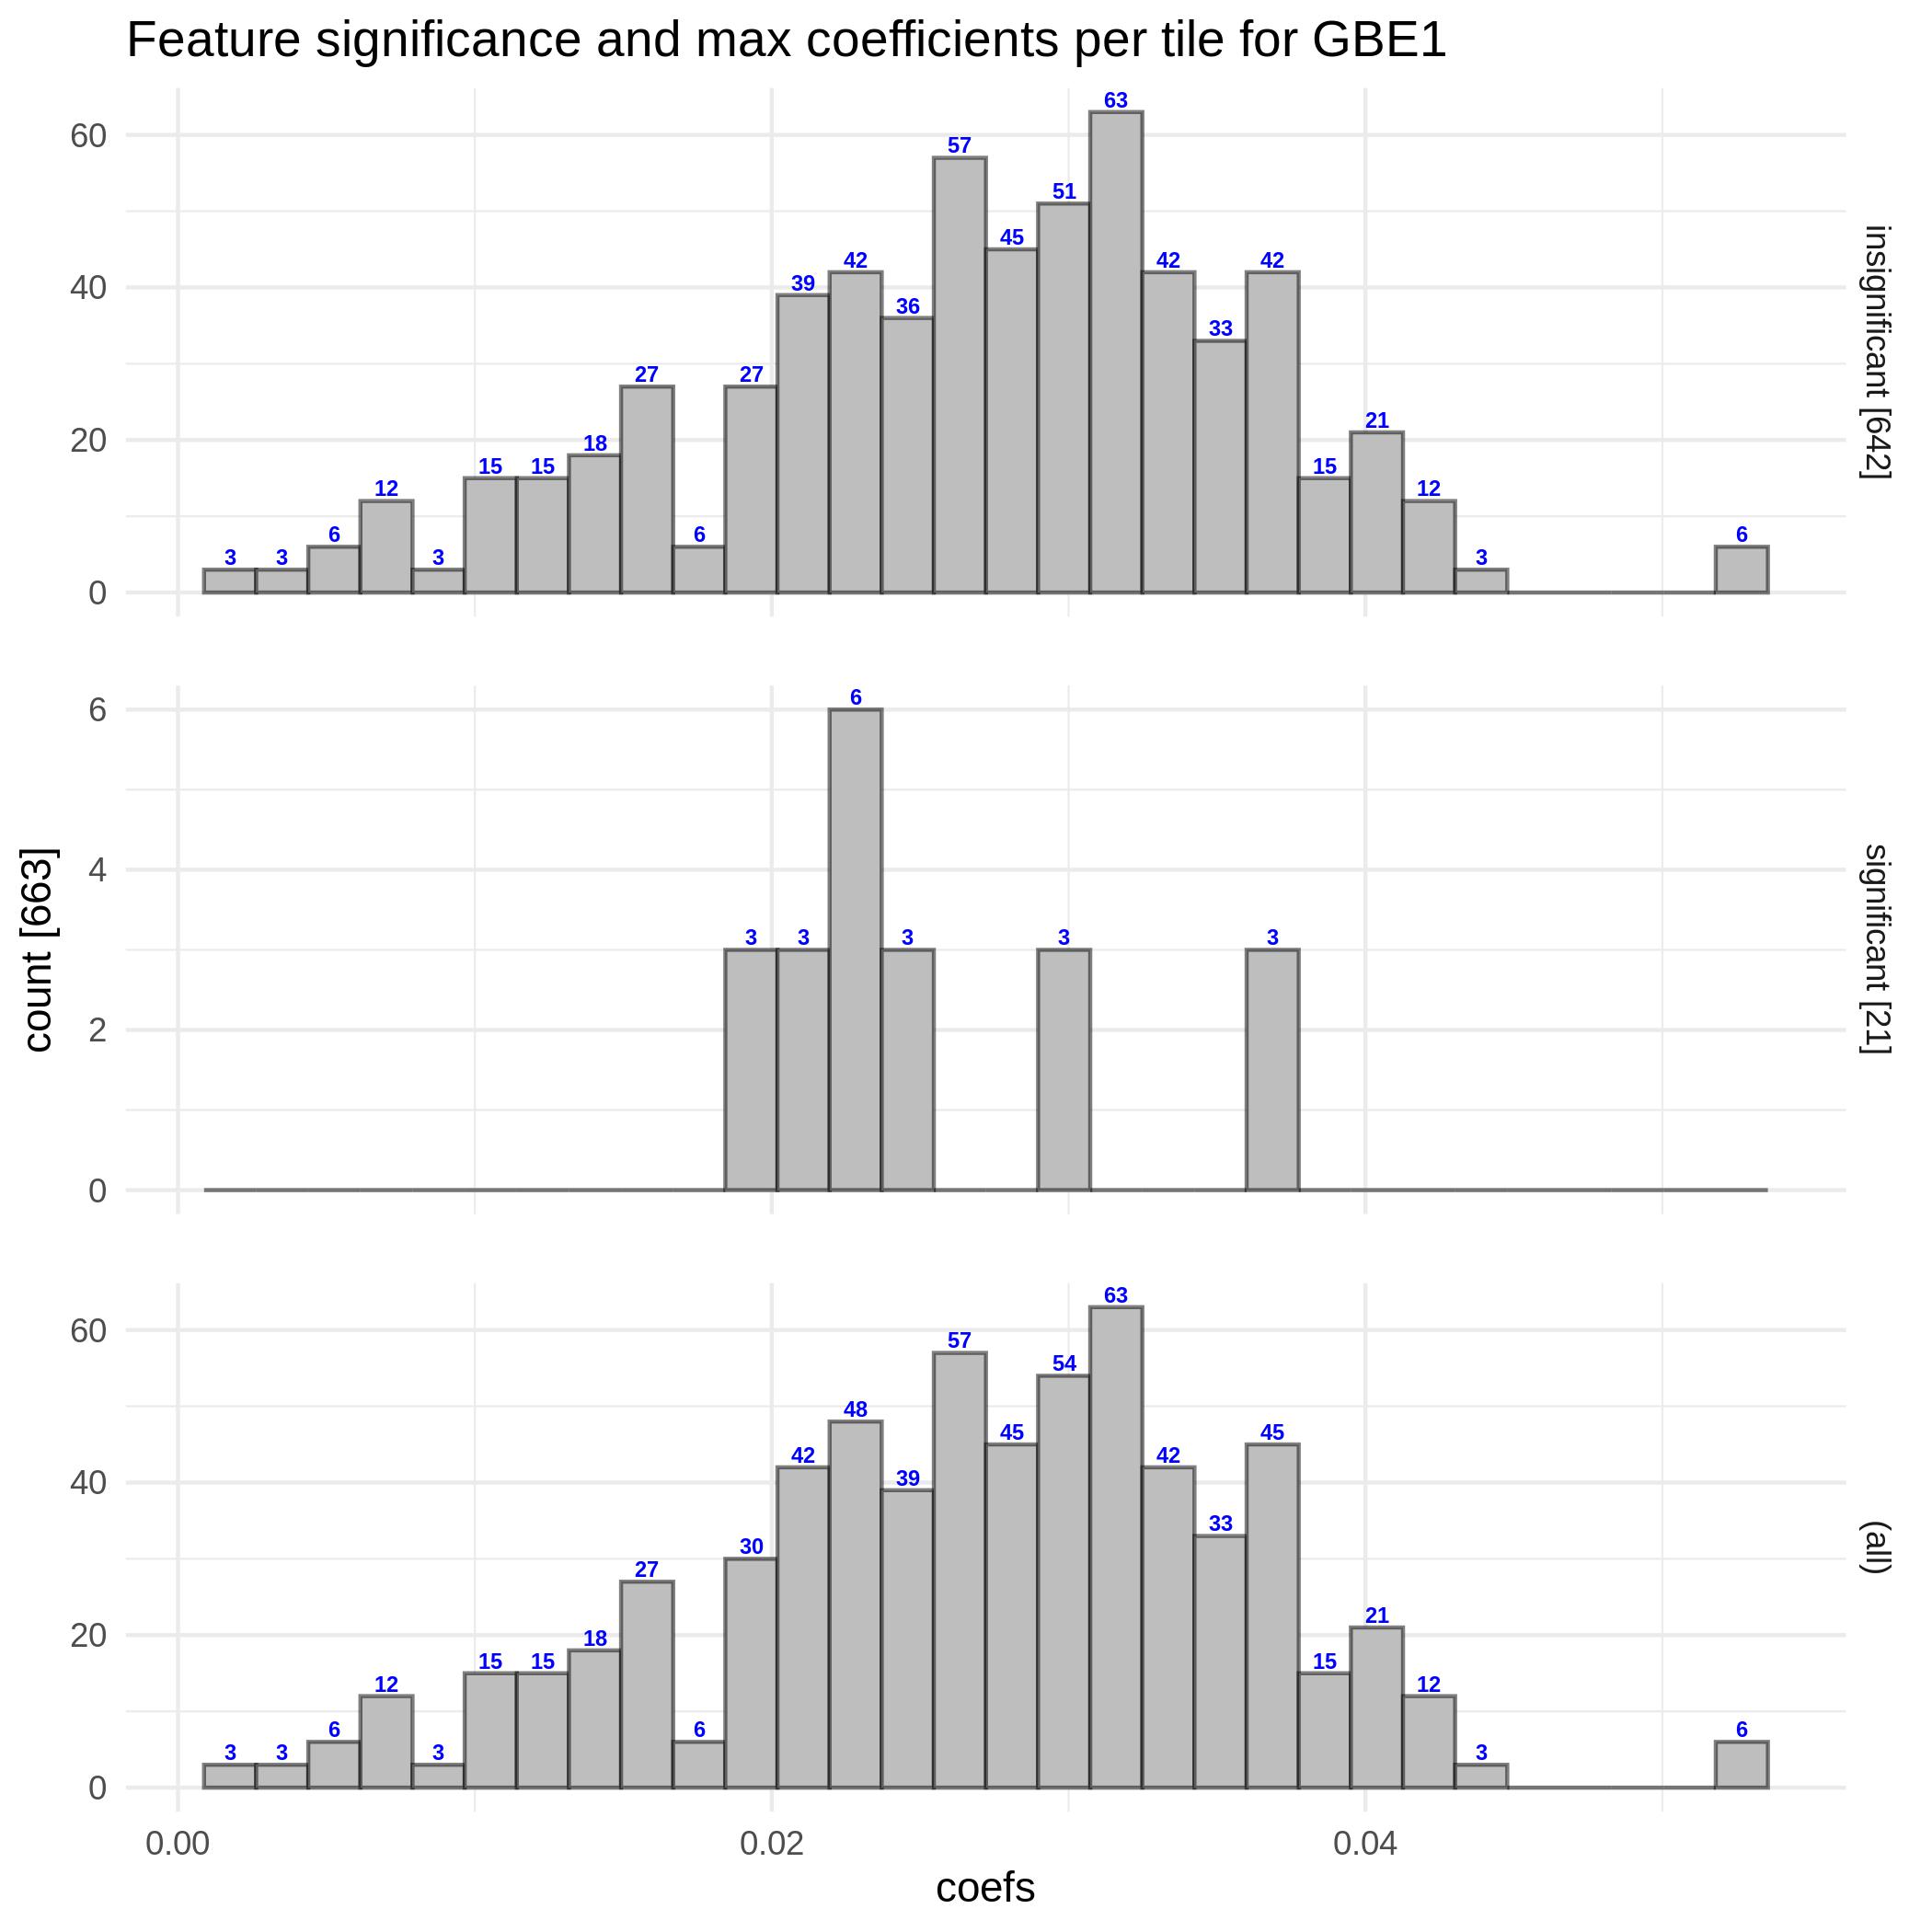 Feature significance and max coefficients per tile for GBE1
60
40
20
0
3 3 6 12 3 15 15 18 27 6 27 39 42 36 57 45 51 63 42 33 42 15 21 12 3 6
insignificant [642]
count [663]
6
4
2
0
3 3 6 3 3 3
significant [21]
60
40
20
0
3 3 6 12 3 15 15 18 27 6 30 42 48 39 57 45 54 63 42 33 45 15 21 12 3 6
(all)
0.00 0.02 0.04
coefs